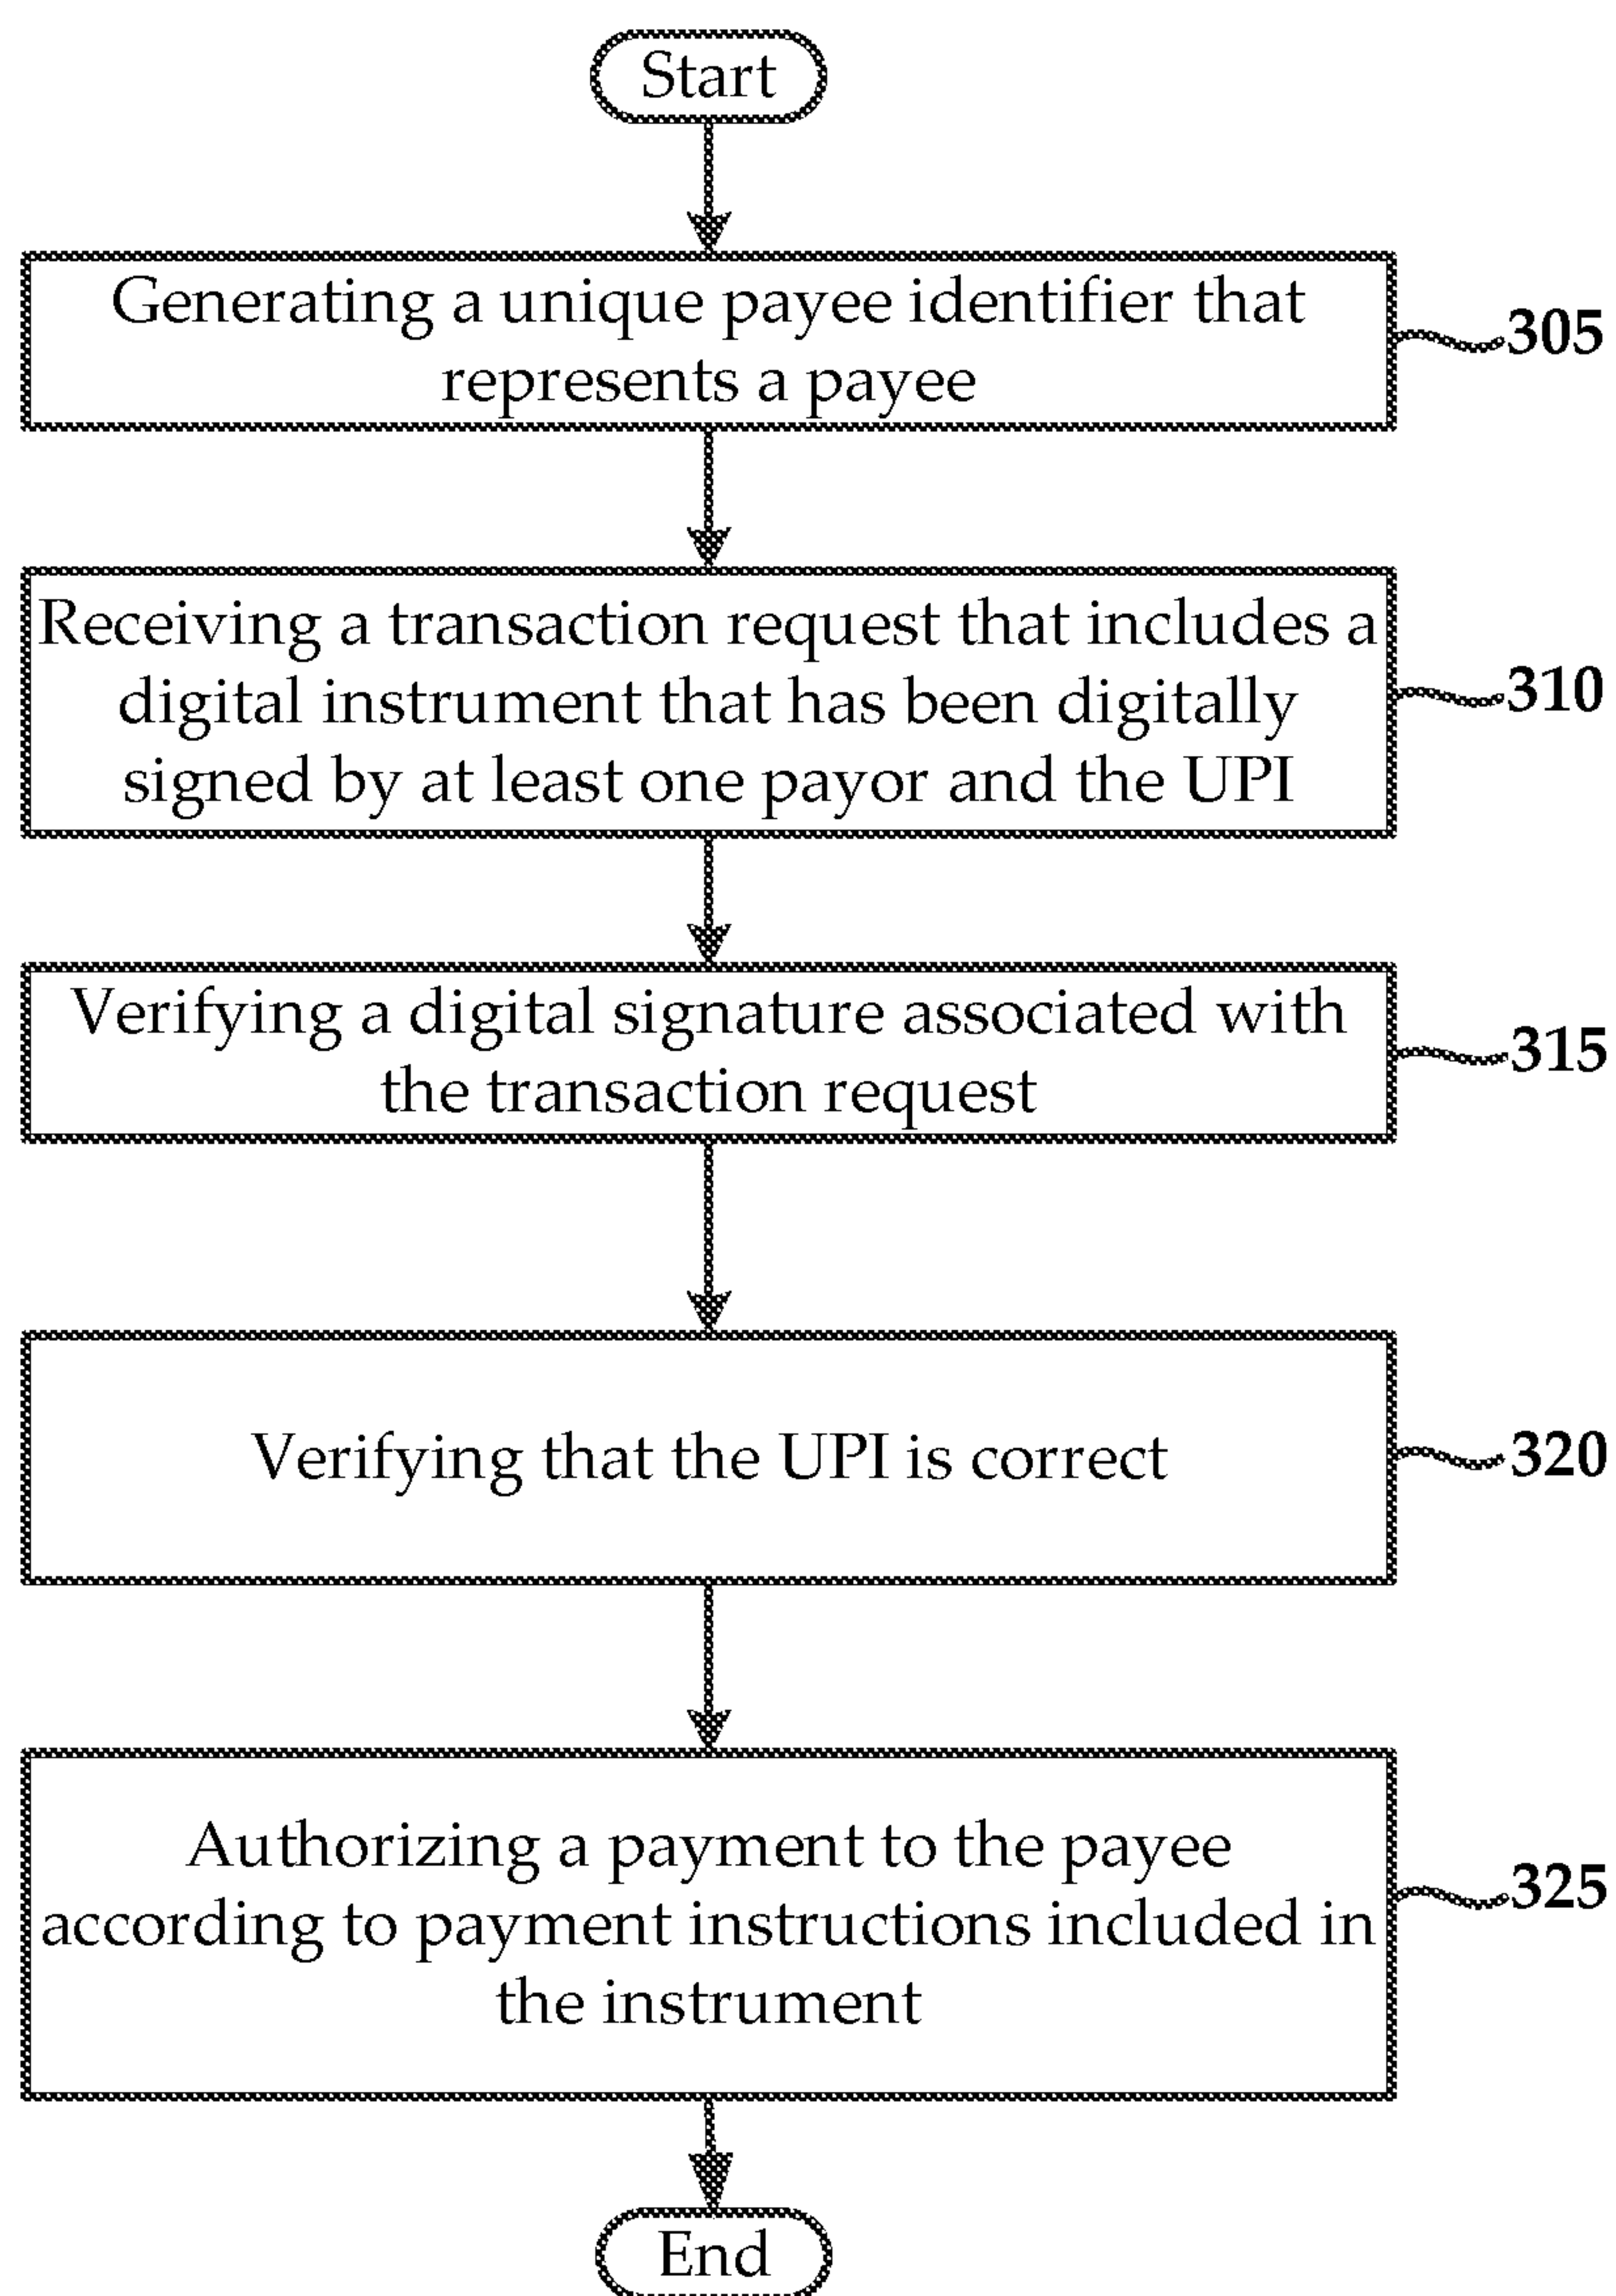 Start
Generating a unique payee identifier that
represents a payee
305
Receiving a transaction request that includes a
digital instrument that has been digitally
signed by at least one payor and the UPI
310
Verifying a digital signature associated with
the transaction request
315
Verifying that the UPI is correct
320
Authorizing a payment to the payee
according to payment instructions included in
the instrument
325
End